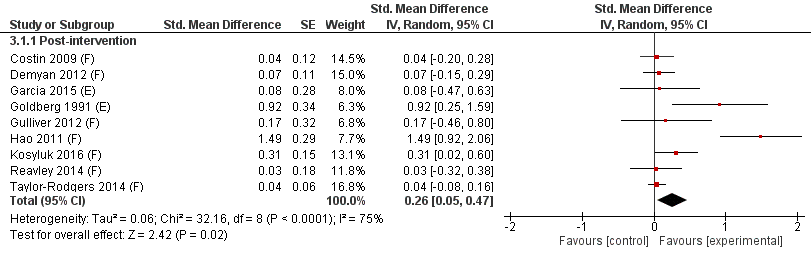 Std. Mean Difference Std. Mean Difference
Study or Subgroup Std. Mean Difference SE Weight IV, Random, 95% CI IV, Random, 95% CI
3.1.1 Post-intervention
Costin 2009 (F) 0.04 0.12 14.5% 0.04 [-0.20, 0.28]
Demyan 2012 (F) 0.07 0.11 15.0% 0.07 [-0.15, 0.29]
Garcia 2015 (E) 0.08 0.28 8.0% 0.08 [-0.47, 0.63]
Goldberg 1991 (E) 0.92 0.34 6.3% 0.92 [0.25, 1.59]
Gulliver 2012 (F) 0.17 0.32 6.8% 0.17 [-0.46, 0.80]
Hao 2011 (F) 1.49 0.29 7.7% 1.49 [0.92, 2.06]
Kosyluk 2016 (F) 0.31 0.15 13.1% 0.31 [0.02, 0.60]
Reavley 2014 (F) 0.03 0.18 11.8% 0.03 [-0.32, 0.38]
Taylor-Rodgers 2014 (F) 0.04 0.06 16.8% 0.04 [-0.08, 0.16]
Total (95% CI) 100.0% 0.26 [0.05, 0.47]
Heterogeneity: Tau² = 0.06; Chi² = 32.16, df = 8 (P < 0.0001); I² = 75%
Test for overall effect: Z = 2.42 (P = 0.02)
-2 -1 0 1 2
Favours [control] Favours [experimental]